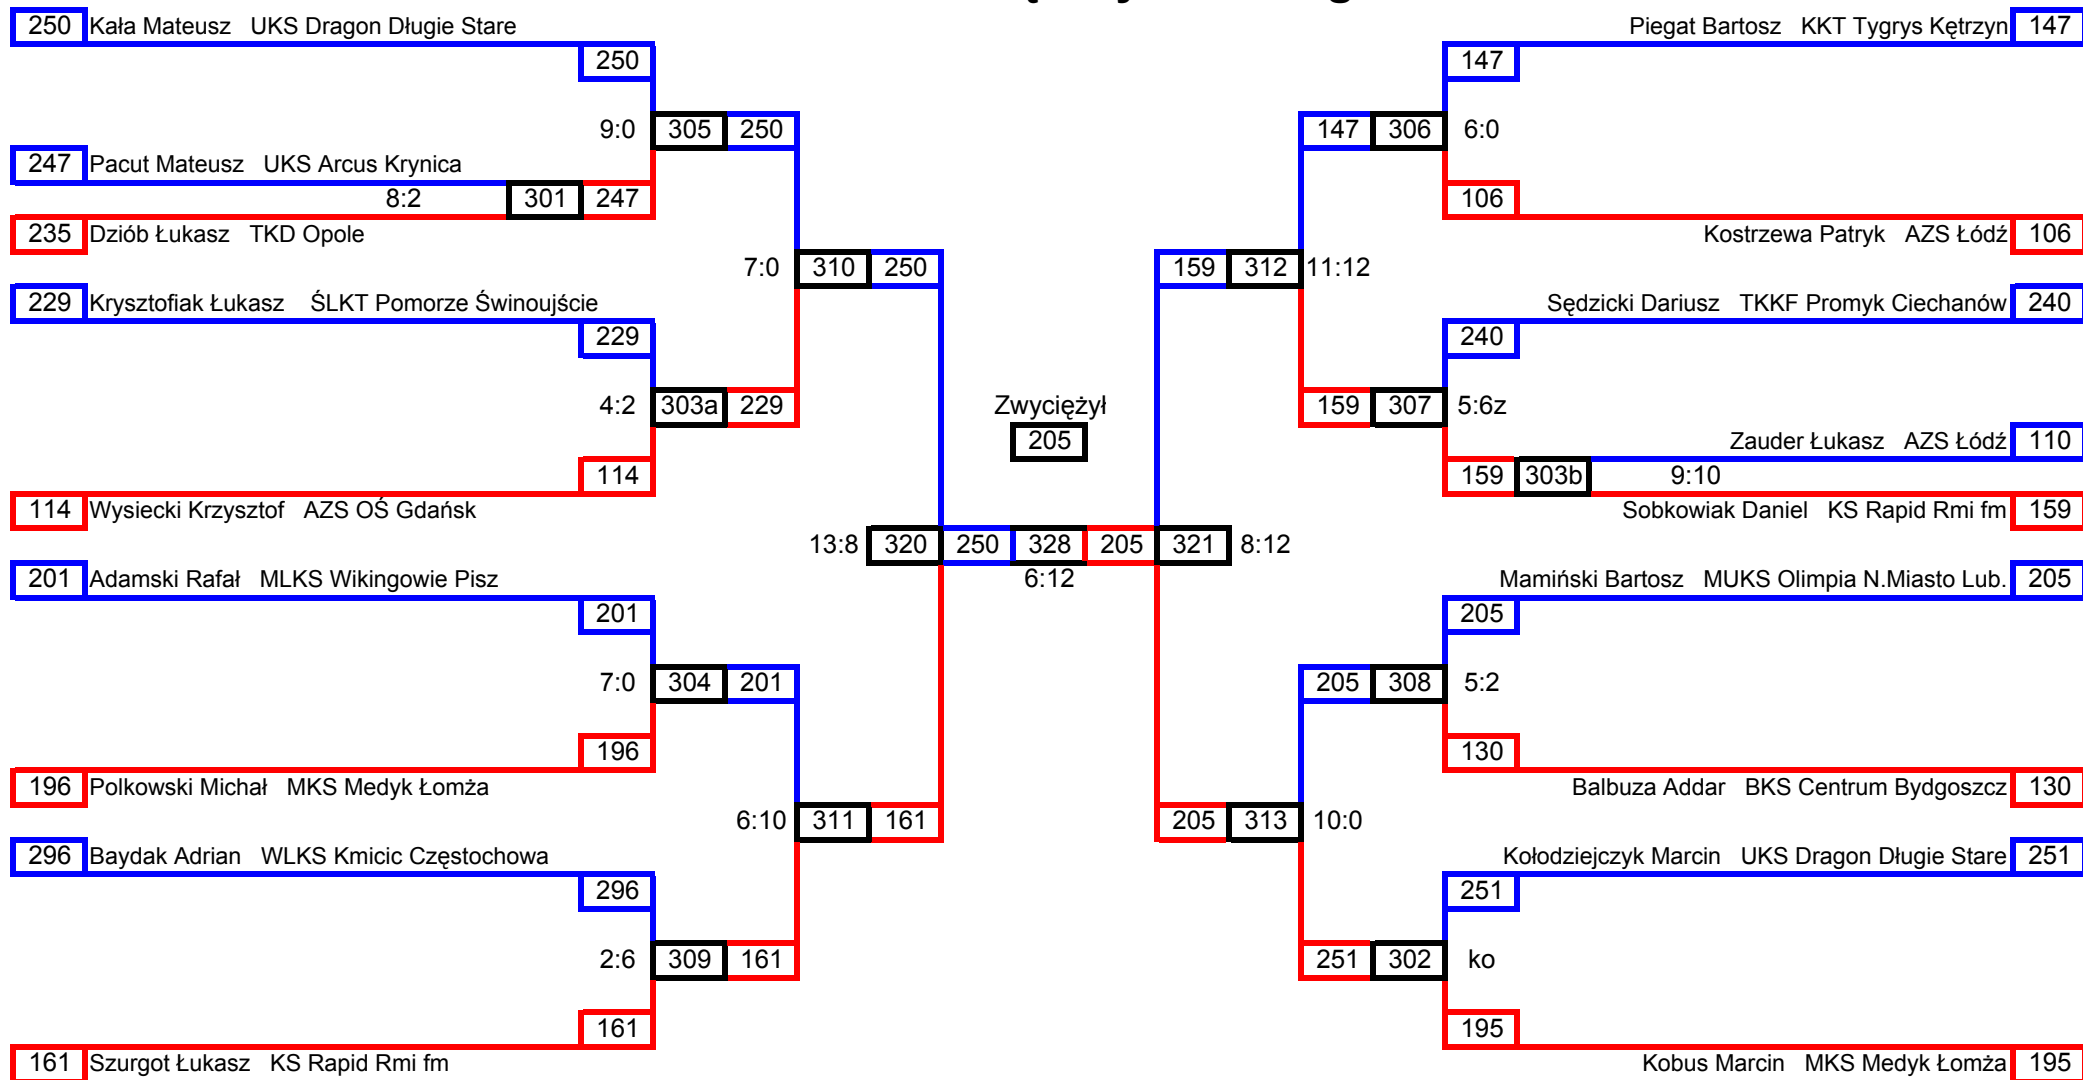 250 Kała Mateusz UKS Dragon Długie Stare
Piegat Bartosz KKT Tygrys Kętrzyn 147
250
147
9:0 305 250
147 306 6:0
247 Pacut Mateusz UKS Arcus Krynica
8:2 301 247
106
235 Dziób Łukasz TKD Opole
Kostrzewa Patryk AZS Łódź 106
7:0 310 250
159 312 11:12
229 Krysztofiak Łukasz ŚLKT Pomorze Świnoujście
Sędzicki Dariusz TKKF Promyk Ciechanów 240
229
240
4:2 303a 229
Zwyciężył
159 307 5:6z
205
Zauder Łukasz AZS Łódź 110
114
159 303b 9:10
114 Wysiecki Krzysztof AZS OŚ Gdańsk
Sobkowiak Daniel KS Rapid Rmi fm 159
13:8 320 250 328 205 321 8:12
6:12
201 Adamski Rafał MLKS Wikingowie Pisz
Mamiński Bartosz MUKS Olimpia N.Miasto Lub. 205
201
205
7:0 304 201
205 308 5:2
196
130
196 Polkowski Michał MKS Medyk Łomża
Balbuza Addar BKS Centrum Bydgoszcz 130
6:10 311 161
205 313 10:0
296 Baydak Adrian WLKS Kmicic Częstochowa
Kołodziejczyk Marcin UKS Dragon Długie Stare 251
296
251
2:6 309 161
251 302 ko
161
195
161 Szurgot Łukasz KS Rapid Rmi fm
Kobus Marcin MKS Medyk Łomża 195